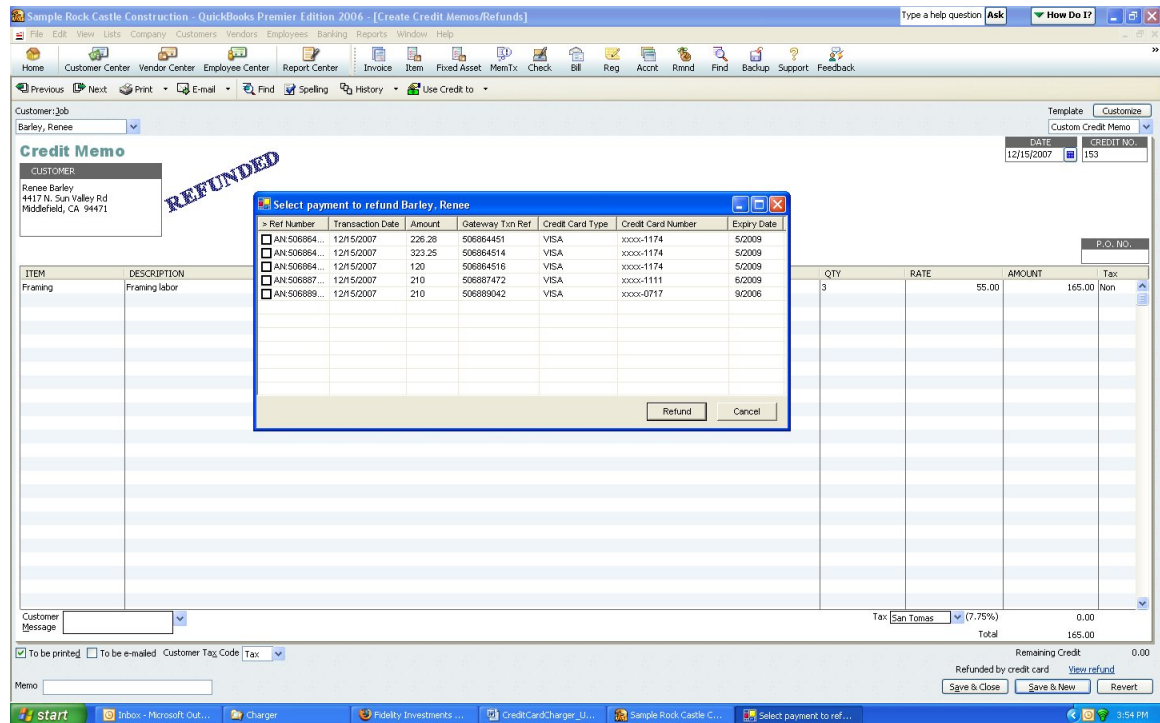 Sample Rock Castle Construction - QuickBooks Premier Edition 2006 - [Create Credit Memos/Refunds]
Type a help question Ask How Do I?
File Edit View Lists Company Customers Vendors Employees Banking Reports Window Help
Home Customer Center Vendor Center Employee Center Report Center Invoice Item Fixed Asset MemTx Check Bill Reg Accnt Rmnd Find Backup Support Feedback
Previous Next Print E-mail Find Spelling History Use Credit to
Customer:Job
Template Customize
Barley, Renee
Custom Credit Memo
Credit Memo
DATE CREDIT NO.
12/15/2007 153
CUSTOMER
Renee Barley
4417 N. Sun Valley Rd
Middlefield, CA 94471
REFUNDED
P.O. NO.
Select payment to refund Barley, Renee
> Ref Number Transaction Date Amount Gateway Txn Ref Credit Card Type Credit Card Number Expiry Date
AN:506864... 12/15/2007 226.28 506864451 VISA xxxx-1174 5/2009
AN:506864... 12/15/2007 323.25 506864514 VISA xxxx-1174 5/2009
AN:506864... 12/15/2007 120 506864516 VISA xxxx-1174 5/2009
AN:506887... 12/15/2007 210 506887472 VISA xxxx-1111 6/2009
AN:506889... 12/15/2007 210 506889042 VISA xxxx-0717 9/2006
Refund Cancel
ITEM DESCRIPTION QTY RATE AMOUNT Tax
Framing Framing labor 3 55.00 165.00 Non
Customer Message
Tax San Tomas (7.75%) 0.00
Total 165.00
To be printed To be e-mailed Customer Tax Code Tax
Remaining Credit 0.00
Refunded by credit card View refund
Memo
Save & Close Save & New Revert
start Inbox - Microsoft Out... Charger Fidelity Investments ... CreditCardCharger_U... Sample Rock Castle C... Select payment to ref... 3:54 PM